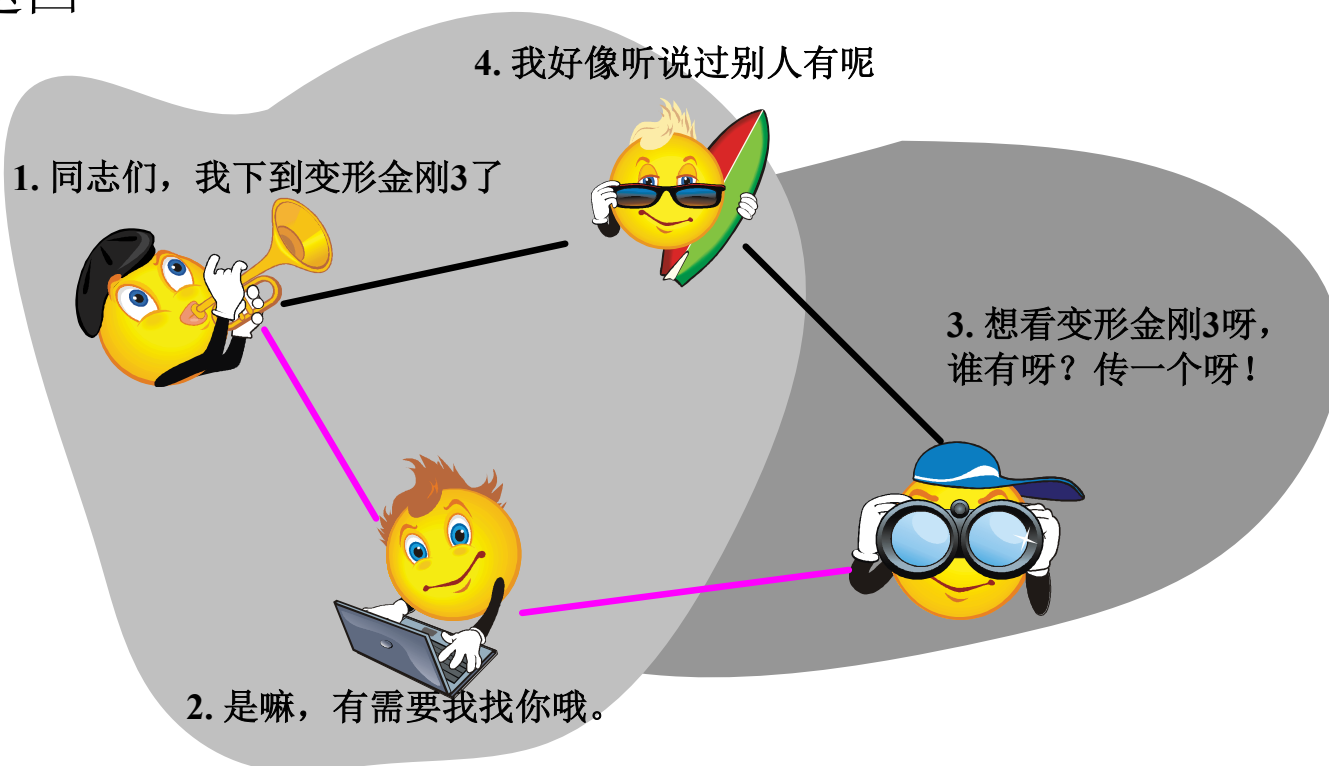 4. 我好像听说过别人有呢
1. 同志们，我下到变形金刚3了
3. 想看变形金刚3呀，
谁有呀？传一个呀！
2. 是嘛，有需要我找你哦。